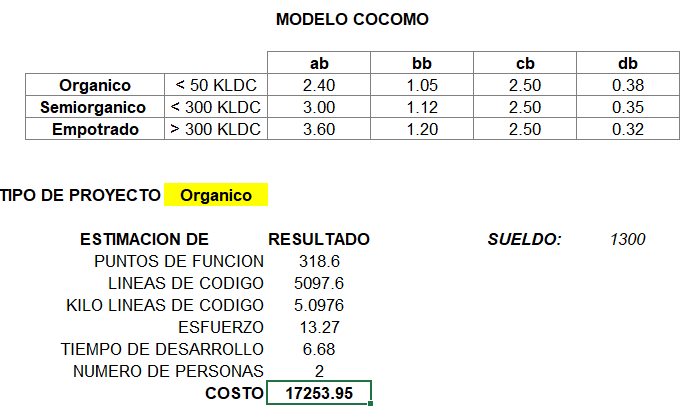 MODELO COCOMO
ab bb cb db
Organico < 50 KLDC 2.40 1.05 2.50 0.38
Semiorganico < 300 KLDC 3.00 1.12 2.50 0.35
Empotrado > 300 KLDC 3.60 1.20 2.50 0.32
TIPO DE PROYECTO Organico
ESTIMACION DE RESULTADO SUELDO: 1300
PUNTOS DE FUNCION 318.6
LINEAS DE CODIGO 5097.6
KILO LINEAS DE CODIGO 5.0976
ESFUERZO 13.27
TIEMPO DE DESARROLLO 6.68
NUMERO DE PERSONAS 2
COSTO 17253.95